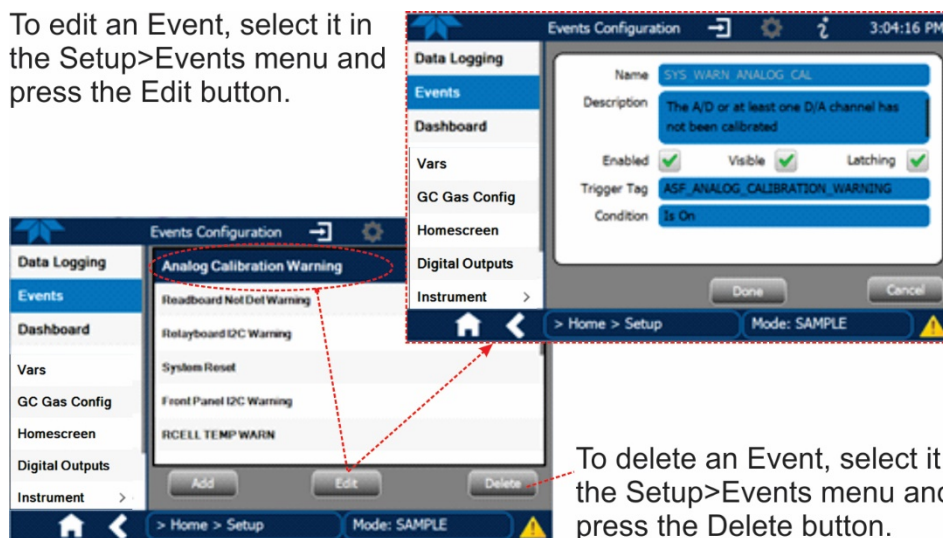 To edit an Event, select it in
the Setup>Events menu and
press the Edit button.
Events Configuration
3:04:16 PM
Data Logging
Events
Dashboard
Vars
GC Gas Config
Homescreen
Digital Outputs
Instrument >
Name SYS_WARN_ANALOG_CAL
Description The A/D or at least one D/A channel has
not been calibrated
Enabled Visible Latching
Trigger Tag ASF_ANALOG_CALIBRATION_WARNING
Condition Is On
Done Cancel
> Home > Setup Mode: SAMPLE
Events Configuration
Data Logging
Events
Dashboard
Vars
GC Gas Config
Homescreen
Digital Outputs
Instrument >
Analog Calibration Warning
Readboard Not Det Warning
Relayboard I2C Warning
System Reset
Front Panel I2C Warning
RCELL TEMP WARN
Add Edit Delete
> Home > Setup Mode: SAMPLE
To delete an Event, select it
the Setup>Events menu and
press the Delete button.